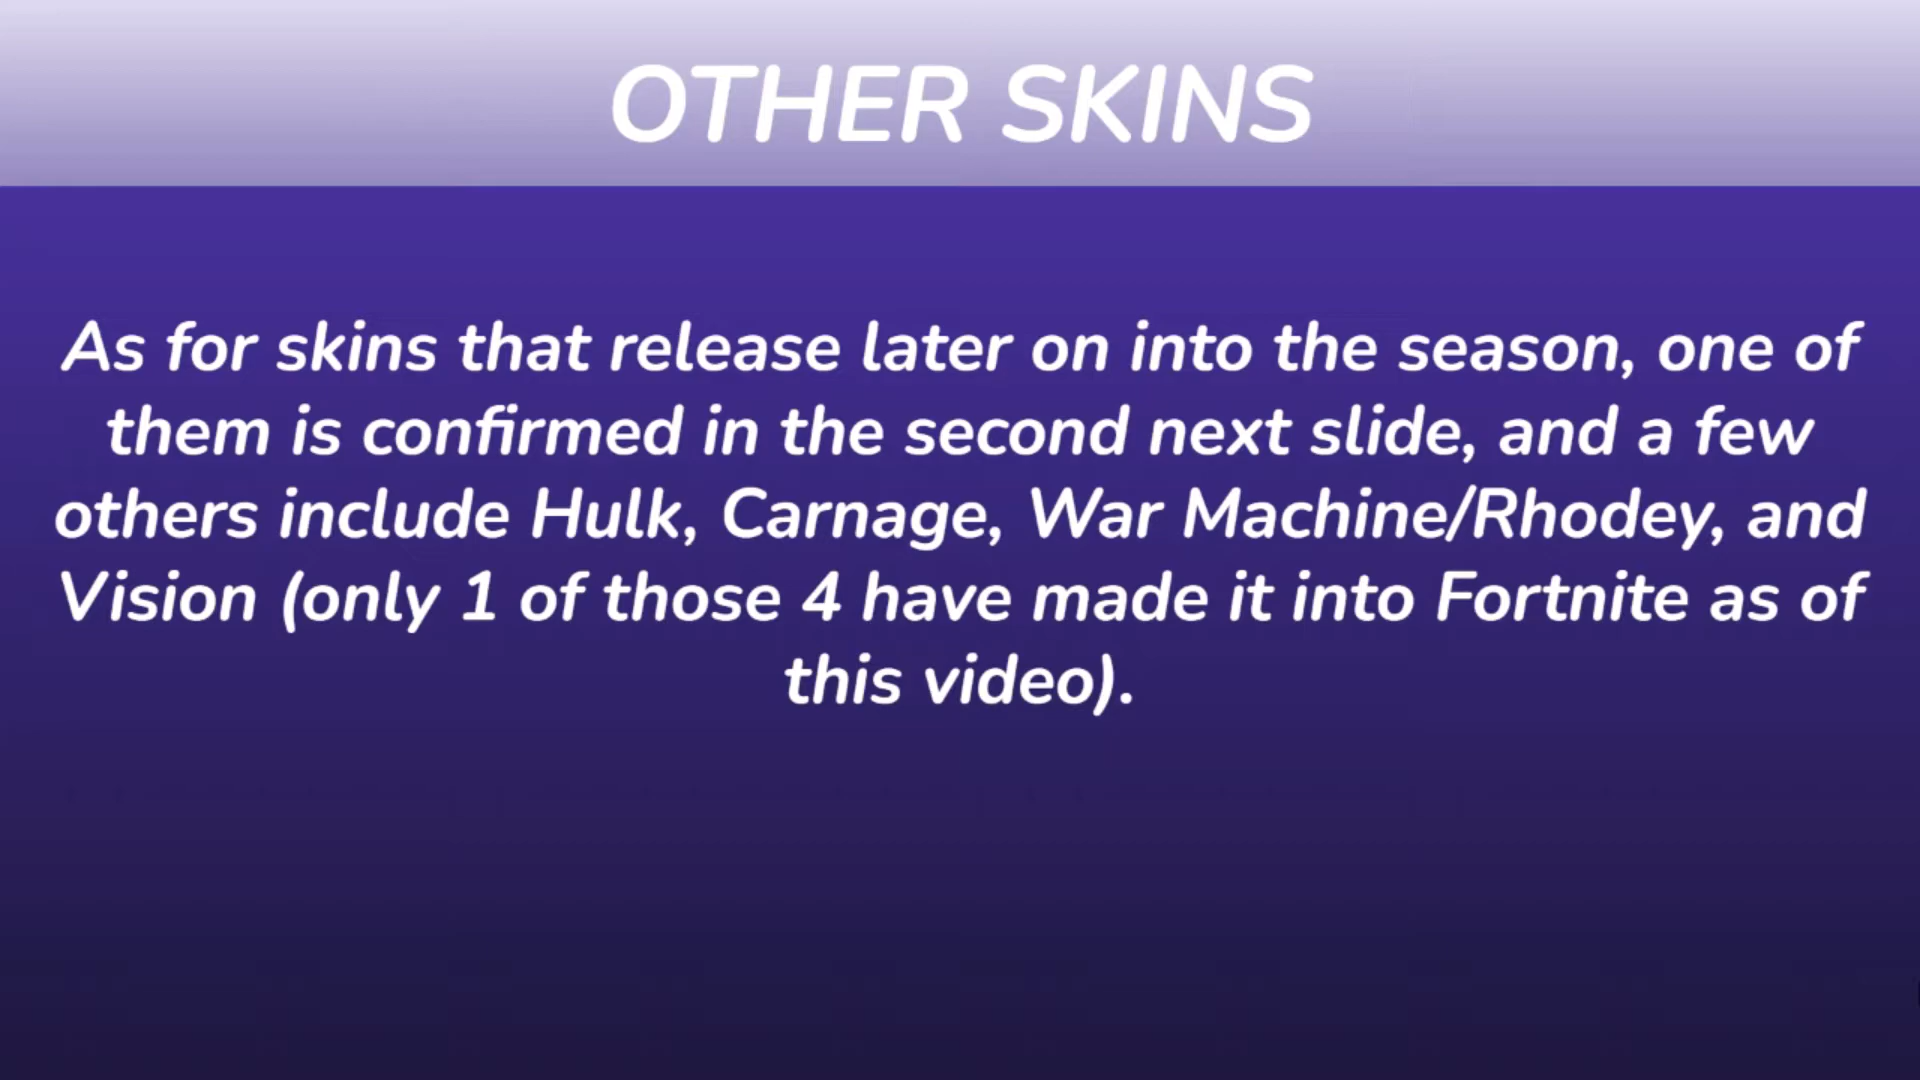 OTHER SKINS
As for skins that release later on into the season, one of
them is confirmed in the second next slide, and a few
others include Hulk, Carnage, War Machine/Rhodey, and
Vision (only 1 of those 4 have made it into Fortnite as of
this video).